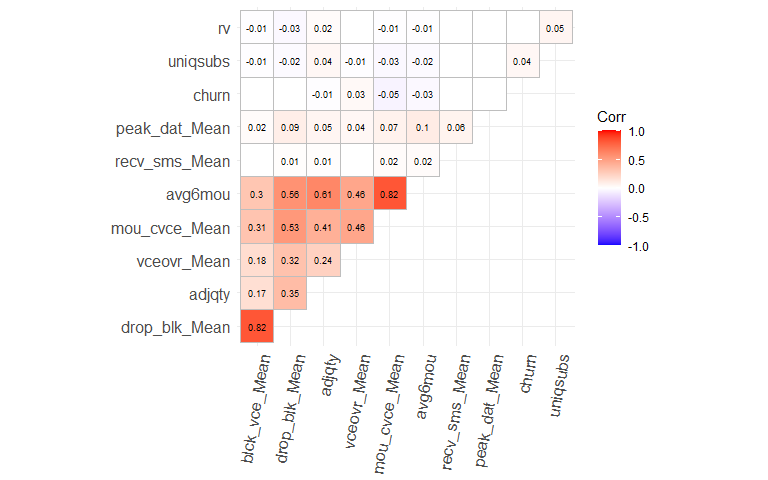 rv -0.01 -0.03 0.02 -0.01 -0.01 0.05
uniqsubs -0.01 -0.02 0.04 -0.01 -0.03 -0.02 0.04
churn -0.01 0.03 -0.05 -0.03
peak_dat_Mean 0.02 0.09 0.05 0.04 0.07 0.1 0.06
recv_sms_Mean 0.01 0.01 0.02 0.02
avg6mou 0.3 0.56 0.61 0.46 0.82
mou_cvce_Mean 0.31 0.53 0.41 0.46
vceovr_Mean 0.18 0.32 0.24
adjqty 0.17 0.35
drop_blk_Mean 0.82
blck_vce_Mean
drop_blk_Mean
adjqty
vceovr_Mean
mou_cvce_Mean
avg6mou
recv_sms_Mean
peak_dat_Mean
churn
uniqsubs
Corr
1.0
0.5
0.0
-0.5
-1.0